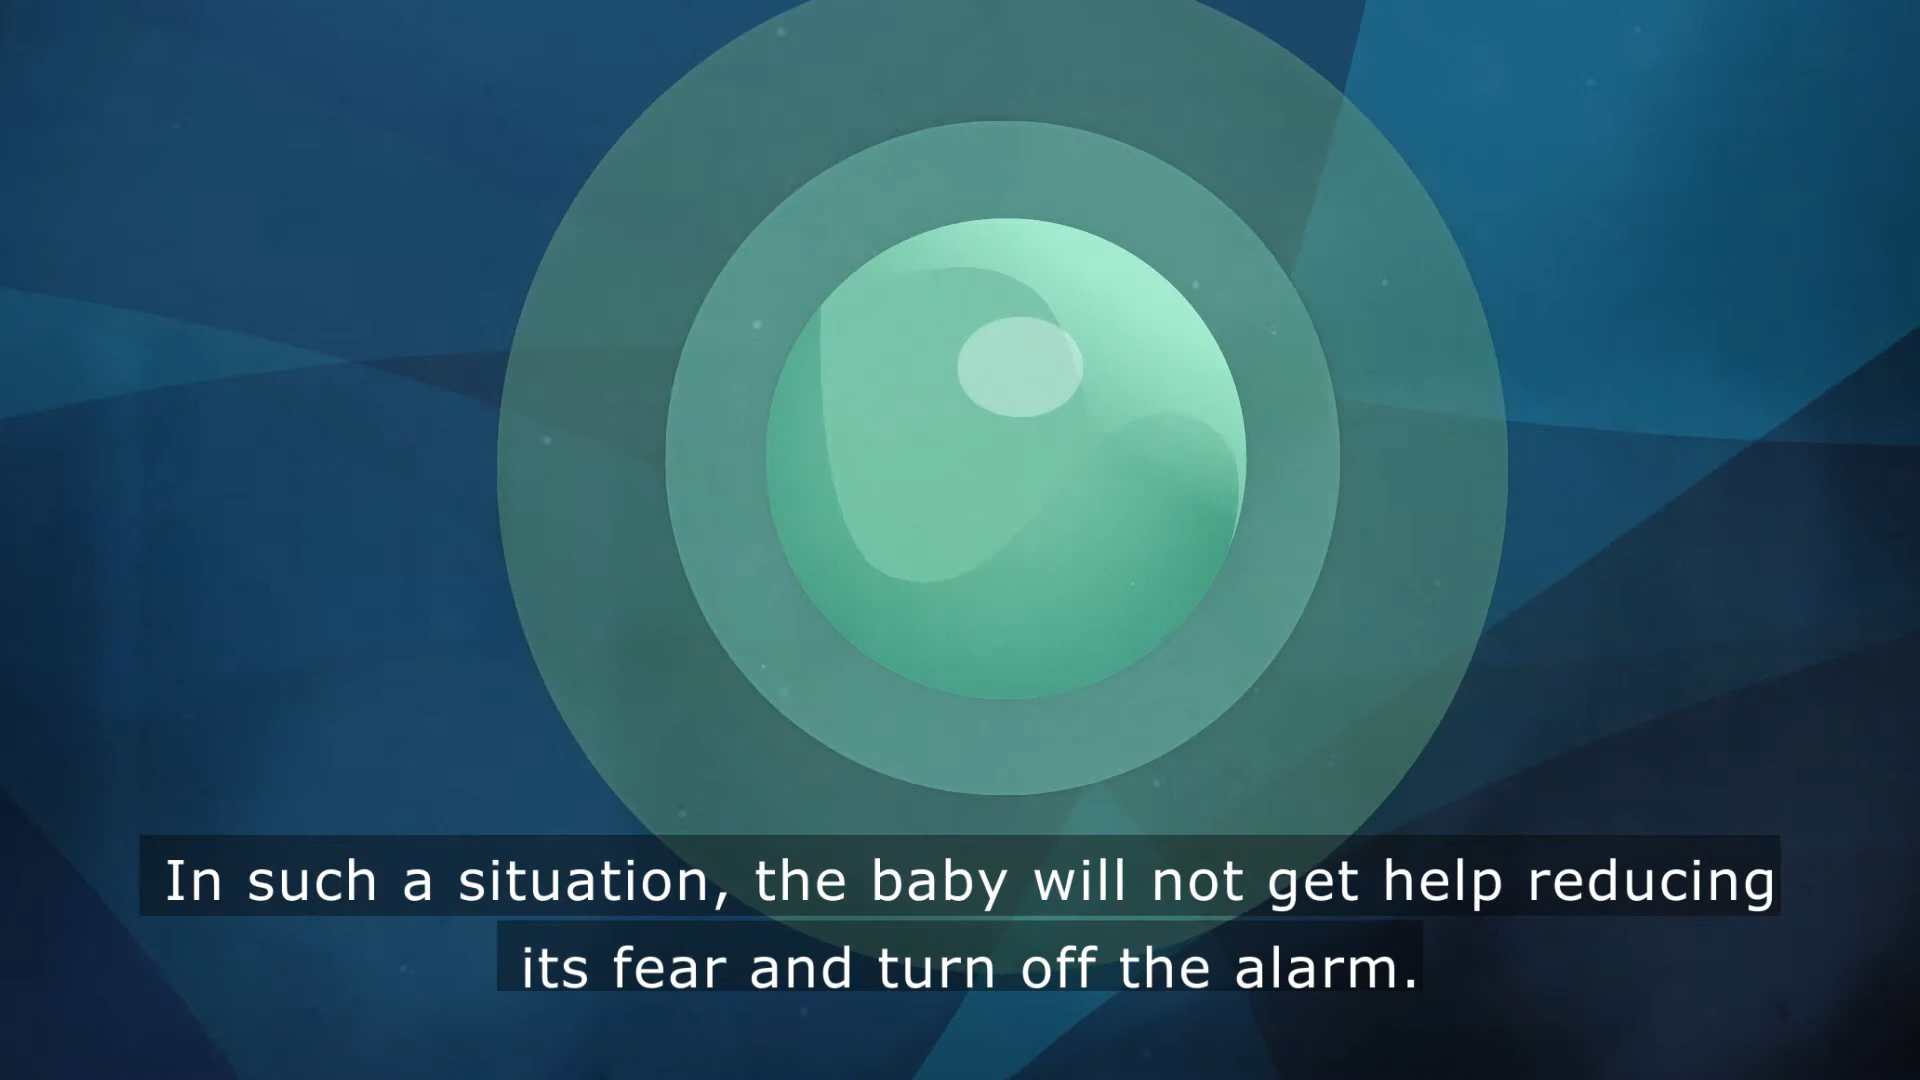 In such a situation, the baby will not get help reducing
its fear and turn off the alarm.